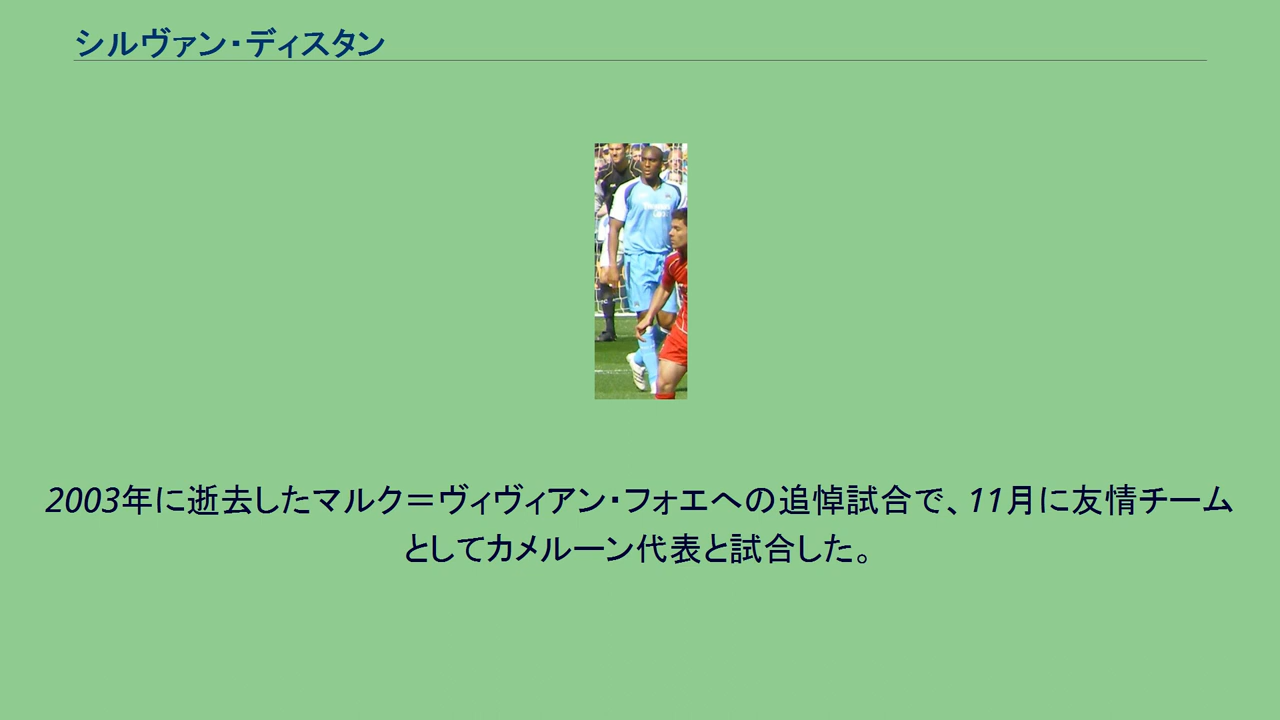 シルヴァン・ディスタン
2003年に逝去したマルク＝ヴィヴィアン・フォエへの追悼試合で、11月に友情チーム
としてカメルーン代表と試合した。